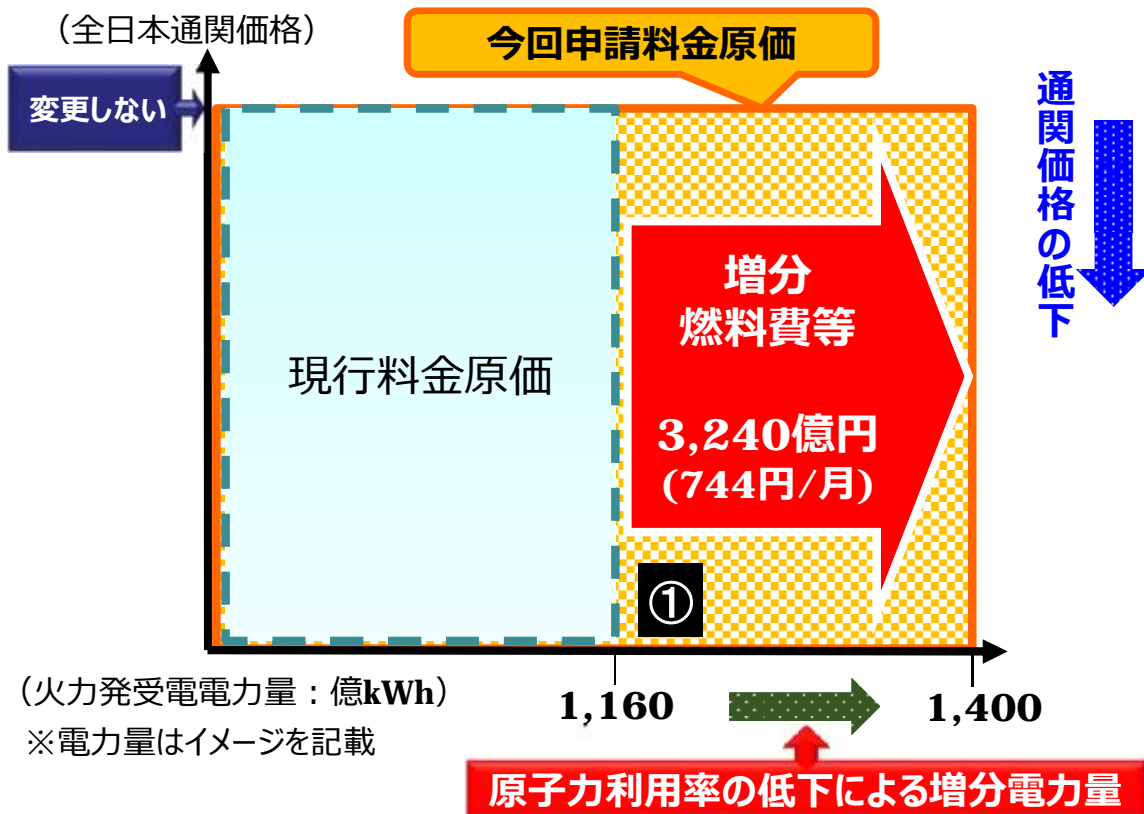 （全日本通関価格）
今回申請料金原価
変更しない
通関価格の低下
現行料金原価
増分
燃料費等
3,240億円
(744円/月)
①
（火力発受電電力量：億kWh）
1,160
1,400
※電力量はイメージを記載
原子力利用率の低下による増分電力量